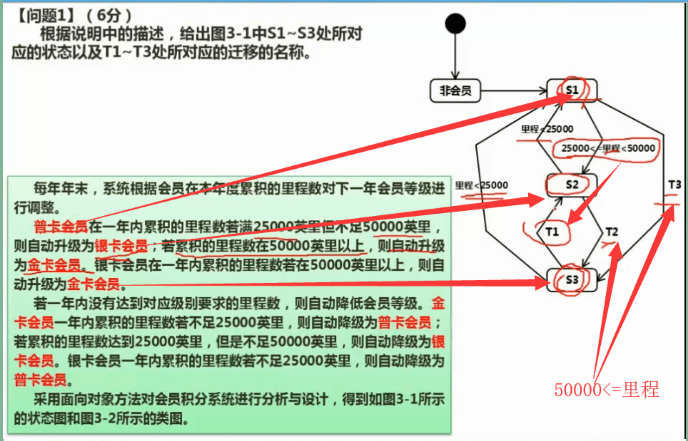 【问题1】（6分）
根据说明中的描述，给出图3-1中S1~S3处所对
应的状态以及T1~T3处所对应的迁移的名称。
非会员
S1
里程<25000
25000<=里程<50000
S2
里程<25000
T3
T1
T2
S3
50000<=里程
每年年末，系统根据会员在本年度累积的里程数对下一年会员等级进
行调整。
普卡会员在一年内累积的里程数若满25000英里但不足50000英里，
则自动升级为银卡会员；若累积的里程数在50000英里以上，则自动升级
为金卡会员。银卡会员在一年内累积的里程数若在50000英里以上，则自
动升级为金卡会员。
若一年内没有达到对应级别要求的里程数，则自动降低会员等级。金
卡会员一年内累积的里程数若不足25000英里，则自动降级为普卡会员；
若累积的里程数达到25000英里，但是不足50000英里，则自动降级为银
卡会员。银卡会员一年内累积的里程数若不足25000英里，则自动降级为
普卡会员。
采用面向对象方法对会员积分系统进行分析与设计，得到如图3-1所示
的状态图和图3-2所示的类图。